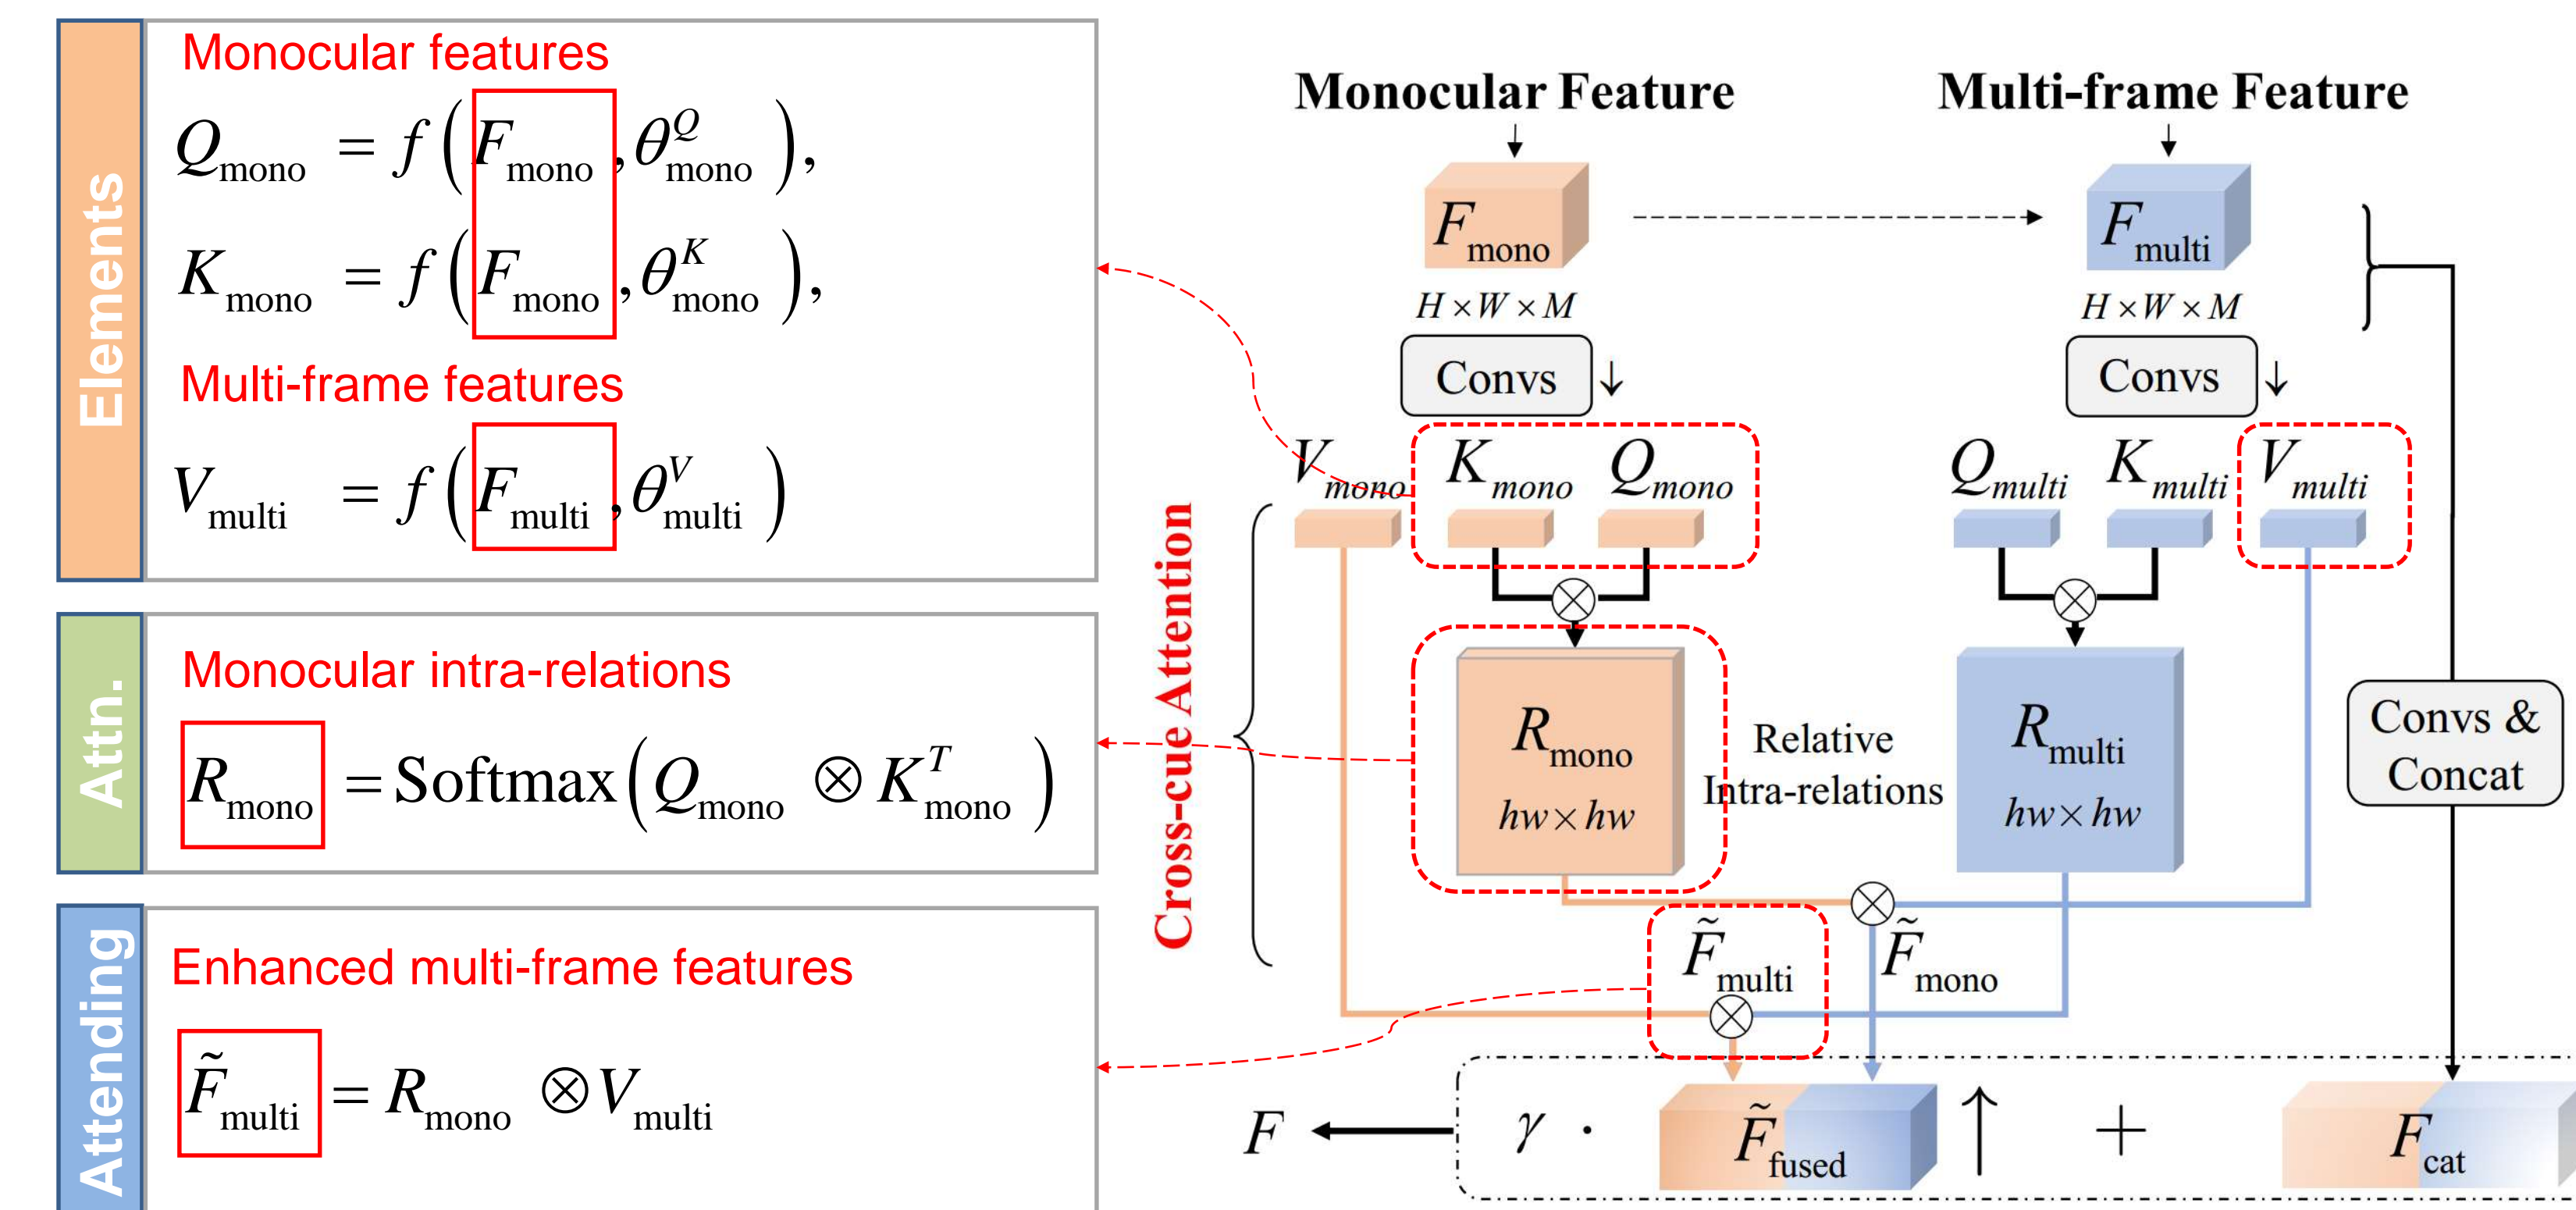 Elements
Monocular features
Q_mono = f(F_mono, θ^Q_mono),
K_mono = f(F_mono, θ^K_mono),
Multi-frame features
V_multi = f(F_multi, θ^V_multi)
Attn.
Monocular intra-relations
R_mono = Softmax(Q_mono ⊗ K^T_mono)
Attending
Enhanced multi-frame features
F̃_multi = R_mono ⊗ V_multi
Monocular Feature Multi-frame Feature
F_mono F_multi
H×W×M H×W×M
Convs ↓ Convs ↓
V_mono K_mono Q_mono Q_multi K_multi V_multi
Cross-cue Attention
R_mono
hw×hw
Relative
Intra-relations
R_multi
hw×hw
Convs &
Concat
F̃_multi F̃_mono
F γ · F̃_fused ↑ + F_cat